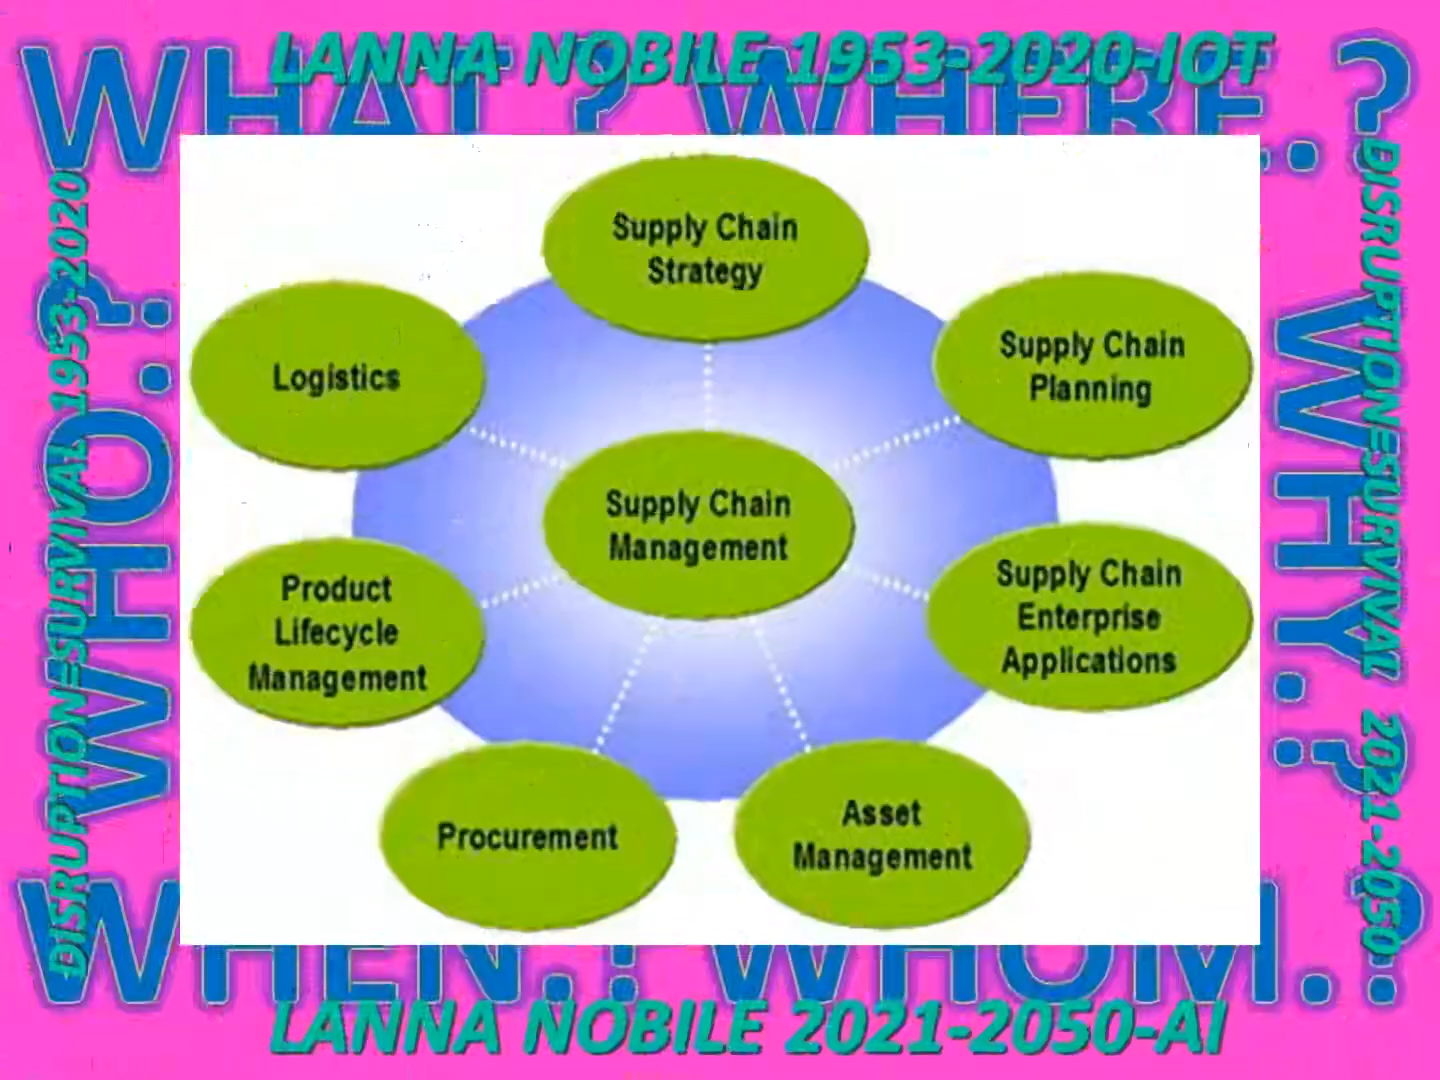 LANNA NOBILE 1953-2020-IOT
WHAT ? WHERE. ?
DISRUPTION=SURVIVAL 1953-2020
WHO. ?
Supply Chain
Strategy
Logistics
Supply Chain
Planning
Supply Chain
Management
Product
Lifecycle
Management
Supply Chain
Enterprise
Applications
Procurement
Asset
Management
WHY. ?
DISRUPTION=SURVIVAL 2021-2050
WHEN. ? WHOM. ?
LANNA NOBILE 2021-2050-AI